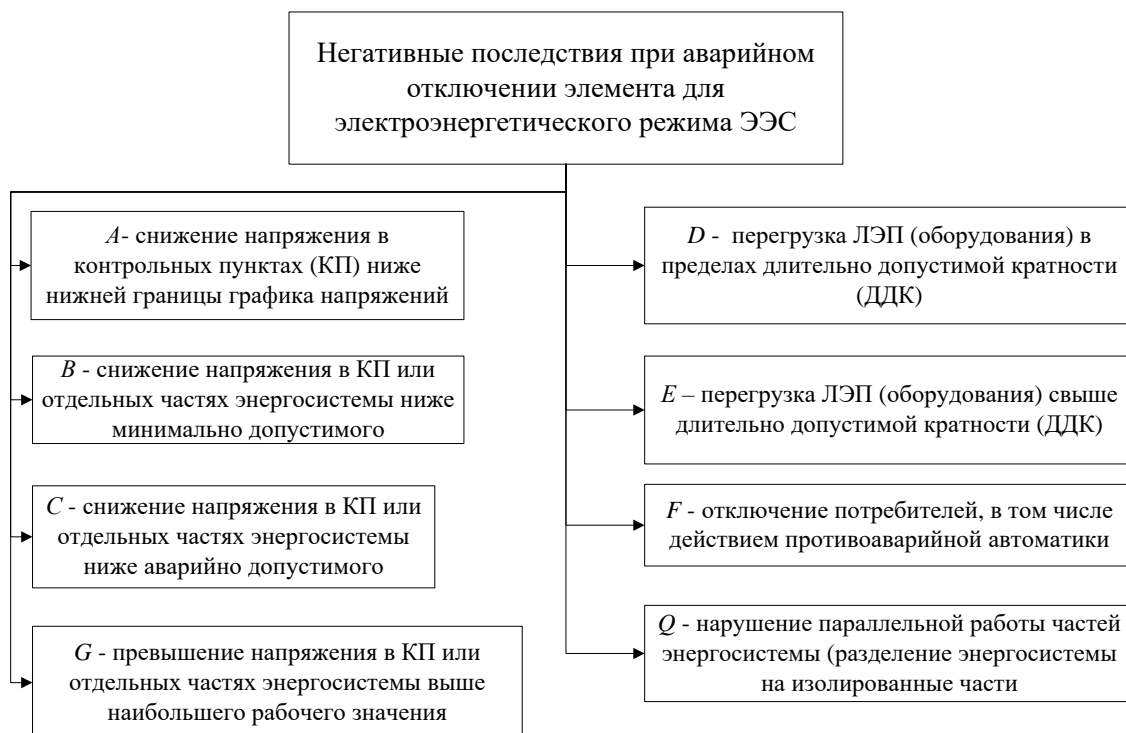 Негативные последствия при аварийном
отключении элемента для
электроэнергетического режима ЭЭС
A- снижение напряжения в
контрольных пунктах (КП) ниже
нижней границы графика напряжений
B - снижение напряжения в КП или
отдельных частях энергосистемы ниже
минимально допустимого
C - снижение напряжения в КП или
отдельных частях энергосистемы
ниже аварийно допустимого
G - превышение напряжения в КП или
отдельных частях энергосистемы выше
наибольшего рабочего значения
D - перегрузка ЛЭП (оборудования) в
пределах длительно допустимой кратности
(ДДК)
E – перегрузка ЛЭП (оборудования) свыше
длительно допустимой кратности (ДДК)
F - отключение потребителей, в том числе
действием противоаварийной автоматики
Q - нарушение параллельной работы частей
энергосистемы (разделение энергосистемы
на изолированные части